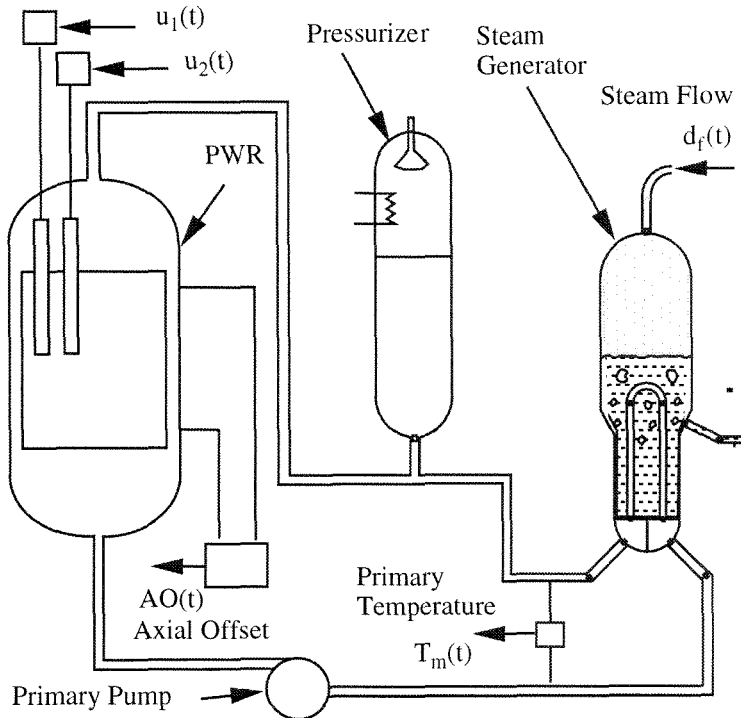 u1(t)
u2(t)
Pressurizer
Steam
Generator
Steam Flow
df(t)
PWR
AO(t)
Axial Offset
Primary
Temperature
Tm(t)
Primary Pump